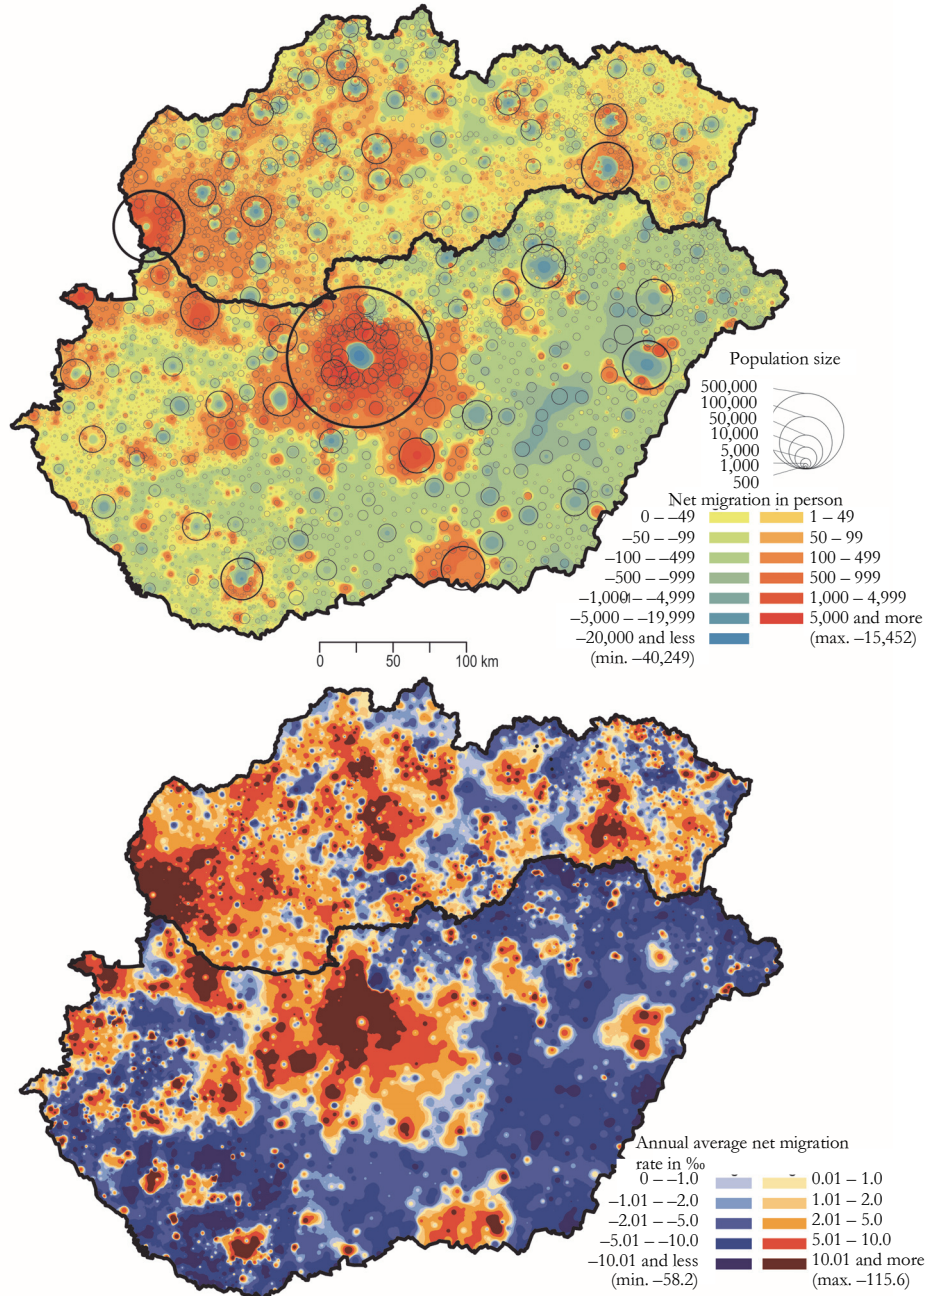 Population size
500,000
100,000
50,000
10,000
5,000
1,000
500
Net migration in person
0 – –49 1 – 49
–50 – –99 50 – 99
–100 – –499 100 – 499
–500 – –999 500 – 999
–1,000 – –4,999 1,000 – 4,999
–5,000 – –19,999 5,000 and more
–20,000 and less (max. –15,452)
(min. –40,249)
0 50 100 km
Annual average net migration
rate in ‰
0 – –1.0 0.01 – 1.0
–1.01 – –2.0 1.01 – 2.0
–2.01 – –5.0 2.01 – 5.0
–5.01 – –10.0 5.01 – 10.0
–10.01 and less 10.01 and more
(min. –58.2) (max. –115.6)